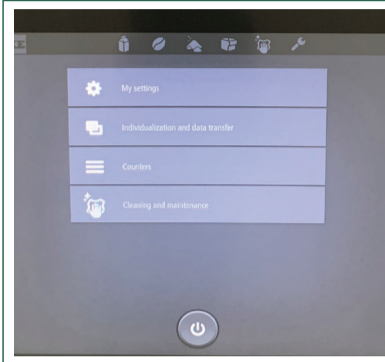 My settings
Individualization and data transfer
Counters
Cleaning and maintenance